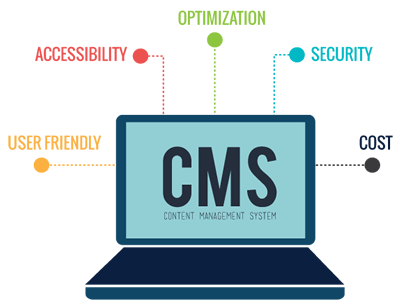 OPTIMIZATION
ACCESSIBILITY
SECURITY
USER FRIENDLY
COST
CMS
CONTENT MANAGEMENT SYSTEM